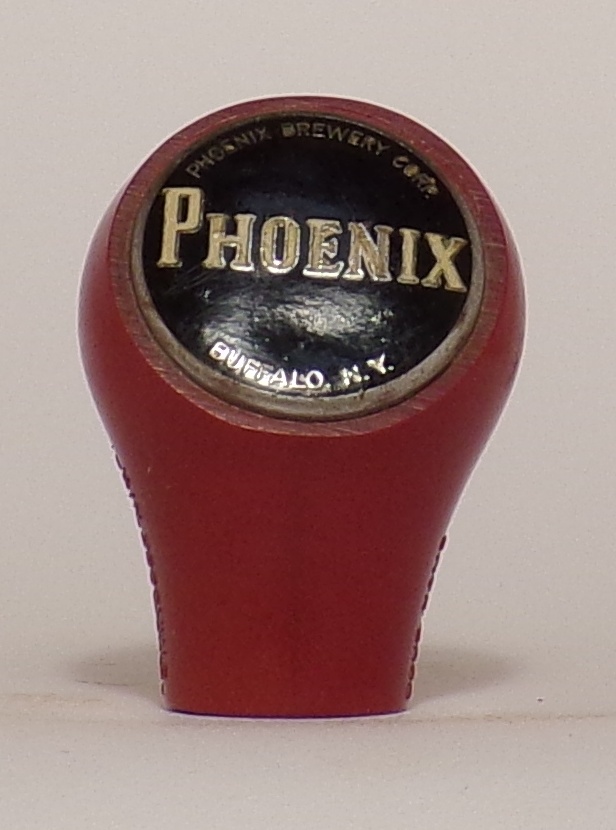 PHOENIX BREWERY CORP.
PHOENIX
BUFFALO, N.Y.